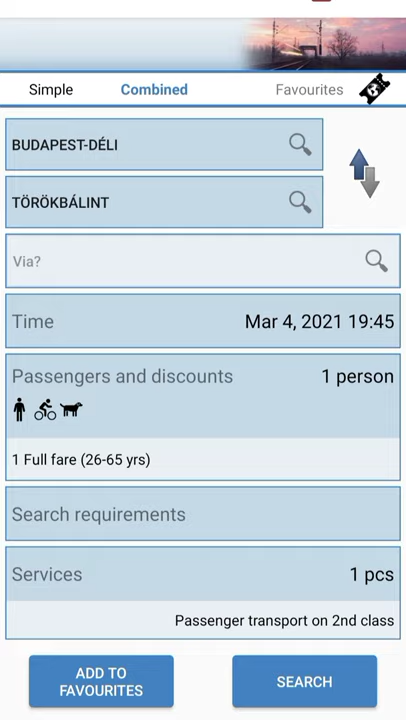 Simple Combined Favourites
BUDAPEST-DÉLI
TÖRÖKBÁLINT
Via?
Time Mar 4, 2021 19:45
Passengers and discounts 1 person
1 Full fare (26-65 yrs)
Search requirements
Services 1 pcs
Passenger transport on 2nd class
ADD TO
FAVOURITES
SEARCH